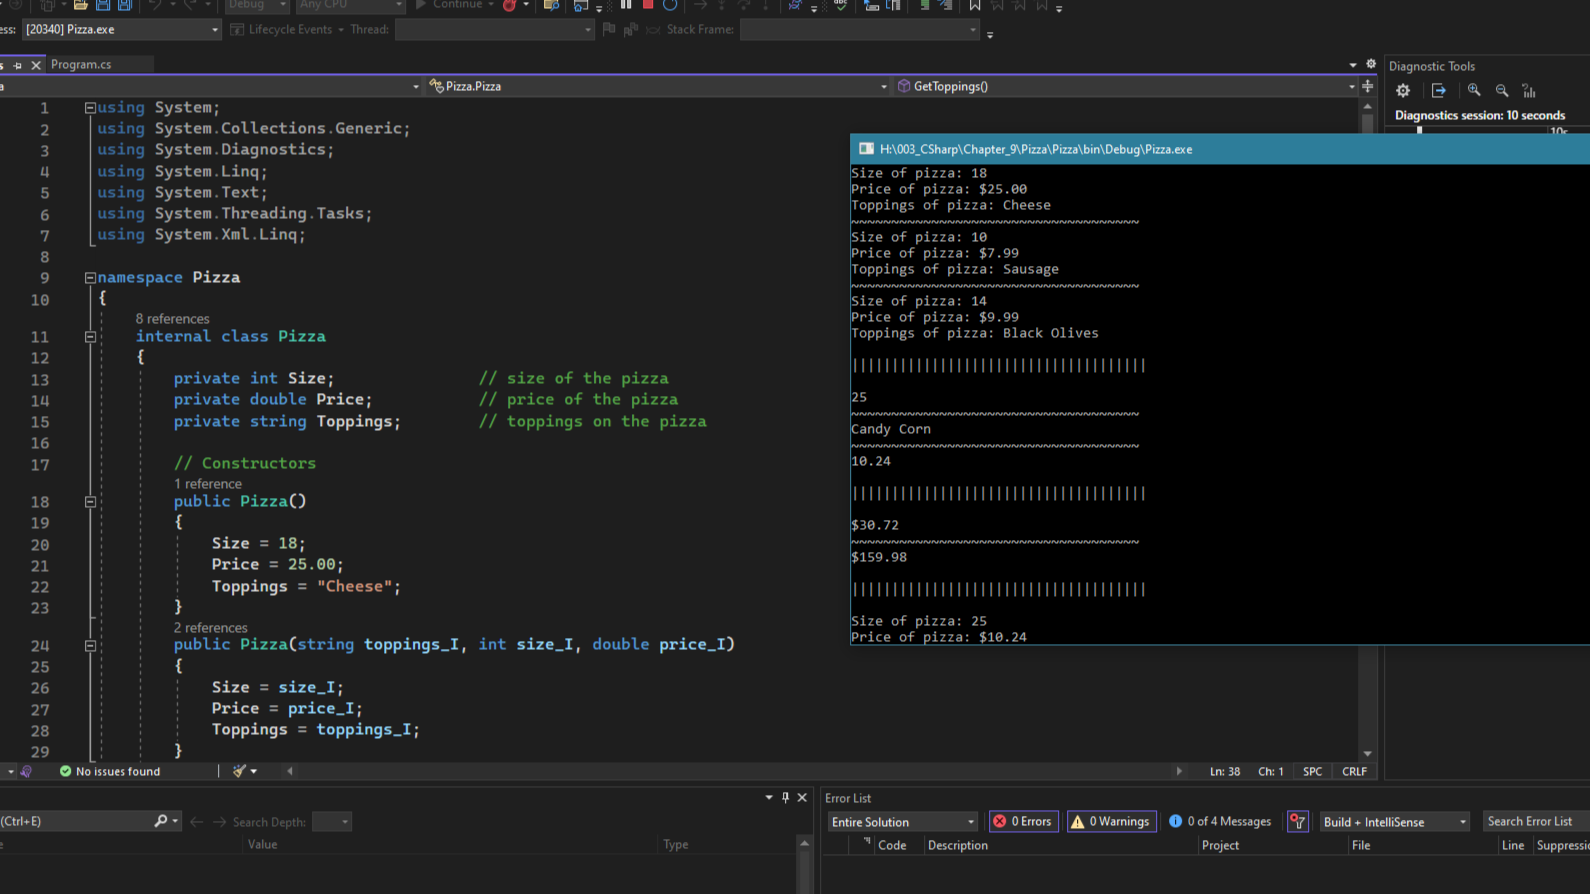 Debug Any CPU Continue
ess: [20340] Pizza.exe Lifecycle Events Thread: Stack Frame:
s Program.cs
a Pizza.Pizza GetToppings()
1 using System;
2 using System.Collections.Generic;
3 using System.Diagnostics;
4 using System.Linq;
5 using System.Text;
6 using System.Threading.Tasks;
7 using System.Xml.Linq;
8
9 namespace Pizza
10 {
8 references
11 internal class Pizza
12 {
13 private int Size; // size of the pizza
14 private double Price; // price of the pizza
15 private string Toppings; // toppings on the pizza
16
17 // Constructors
1 reference
18 public Pizza()
19 {
20 Size = 18;
21 Price = 25.00;
22 Toppings = "Cheese";
23 }
2 references
24 public Pizza(string toppings_I, int size_I, double price_I)
25 {
26 Size = size_I;
27 Price = price_I;
28 Toppings = toppings_I;
29 }
No issues found Ln: 38 Ch: 1 SPC CRLF
Diagnostic Tools
Diagnostics session: 10 seconds
10s
H:\003_CSharp\Chapter_9\Pizza\Pizza\bin\Debug\Pizza.exe
Size of pizza: 18
Price of pizza: $25.00
Toppings of pizza: Cheese
~~~~~~~~~~~~~~~~~~~~~~~~~~~~~~~~~~~~
Size of pizza: 10
Price of pizza: $7.99
Toppings of pizza: Sausage
~~~~~~~~~~~~~~~~~~~~~~~~~~~~~~~~~~~~
Size of pizza: 14
Price of pizza: $9.99
Toppings of pizza: Black Olives
|||||||||||||||||||||||||||||||||||||
25
~~~~~~~~~~~~~~~~~~~~~~~~~~~~~~~~~~~~
Candy Corn
~~~~~~~~~~~~~~~~~~~~~~~~~~~~~~~~~~~~
10.24
|||||||||||||||||||||||||||||||||||||
$30.72
~~~~~~~~~~~~~~~~~~~~~~~~~~~~~~~~~~~~
$159.98
|||||||||||||||||||||||||||||||||||||
Size of pizza: 25
Price of pizza: $10.24
(Ctrl+E) Search Depth:
e Value Type
Error List
Entire Solution 0 Errors 0 Warnings 0 of 4 Messages Build + IntelliSense Search Error List
Code Description Project File Line Suppressio